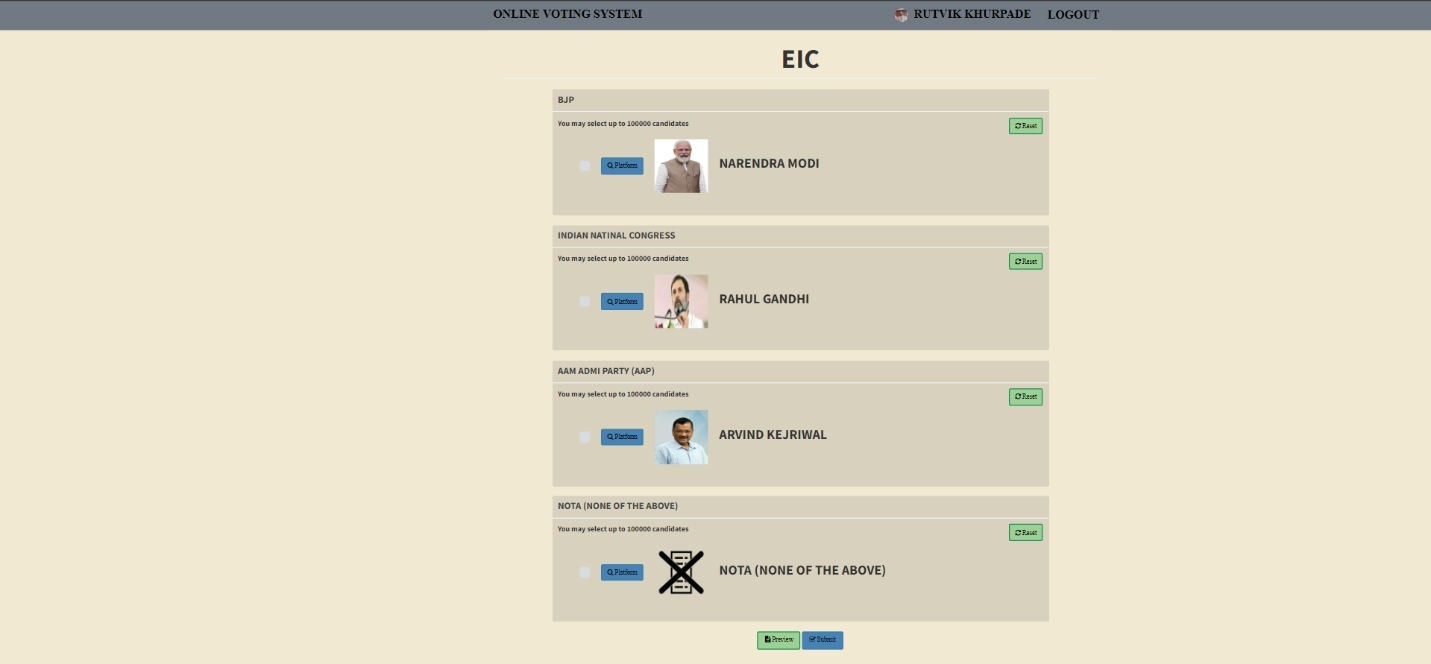 ONLINE VOTING SYSTEM
RUTVIK KHURPADE LOGOUT
EIC
BJP
You may select up to 100000 candidates
Reset
Platform
NARENDRA MODI
INDIAN NATINAL CONGRESS
You may select up to 100000 candidates
Reset
Platform
RAHUL GANDHI
AAM ADMI PARTY (AAP)
You may select up to 100000 candidates
Reset
Platform
ARVIND KEJRIWAL
NOTA (NONE OF THE ABOVE)
You may select up to 100000 candidates
Reset
Platform
NOTA (NONE OF THE ABOVE)
Preview Submit